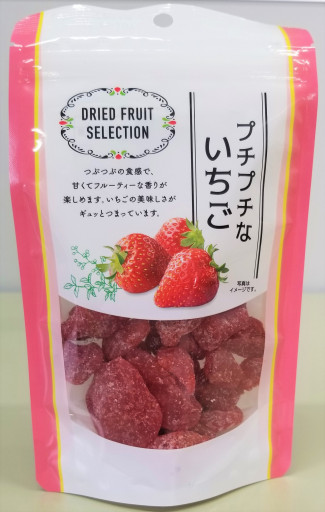 DRIED FRUIT
SELECTION
プチプチな
いちご
つぶつぶの食感で、
甘くてフルーティーな香りが
楽しめます。いちごの美味しさが
ギュッとつまっています。
写真は
イメージです。